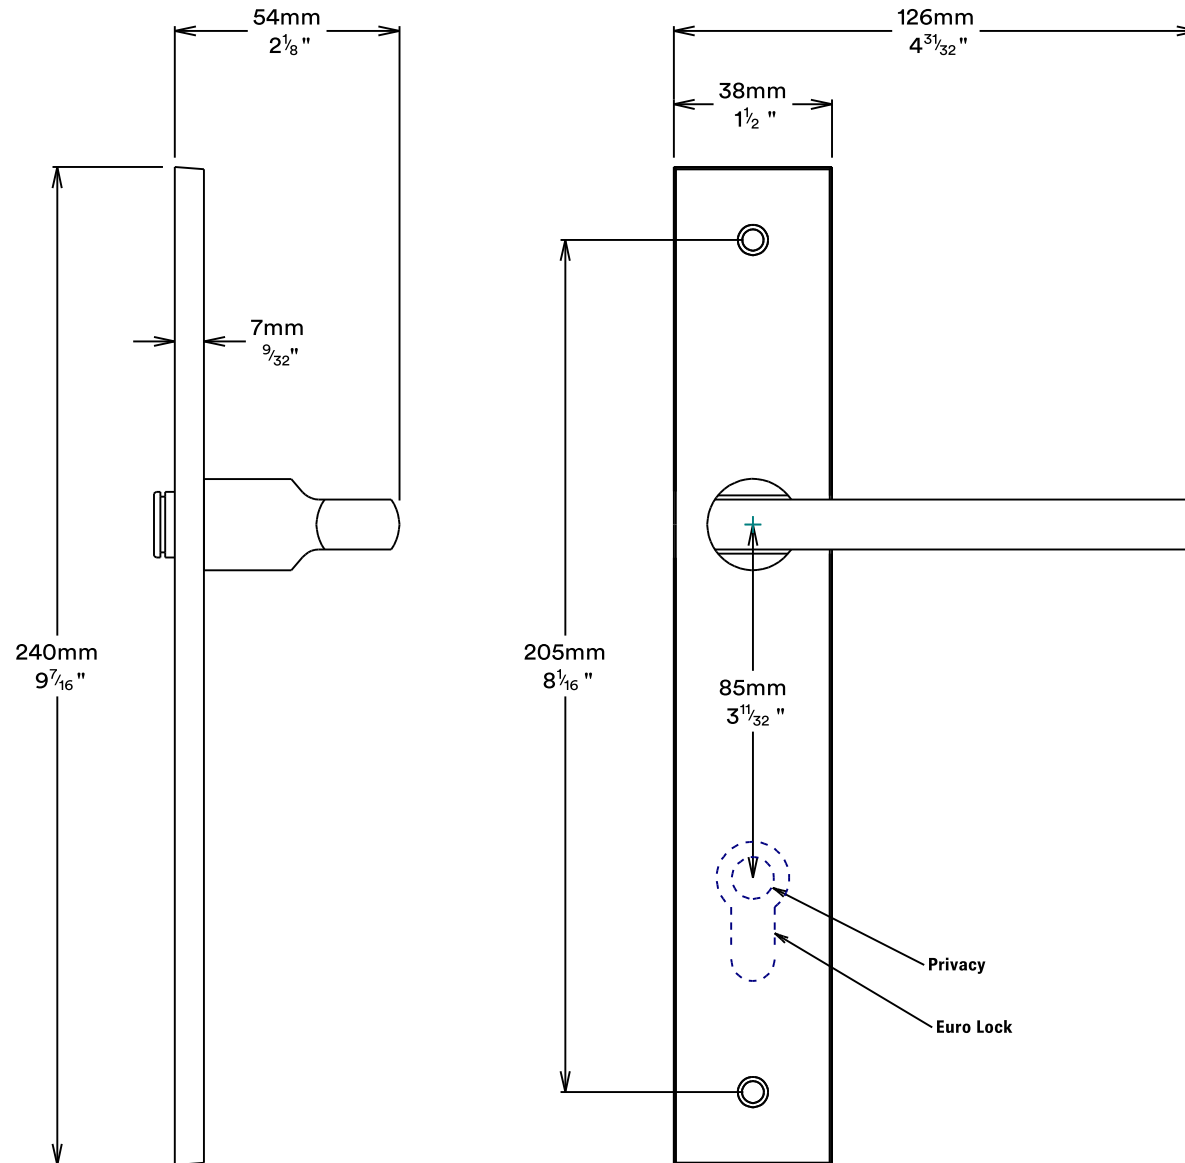 54mm
2⅛"
126mm
4³¹⁄₃₂"
38mm
1½ "
7mm
⁹⁄₃₂"
240mm
9⁷⁄₁₆"
205mm
8¹⁄₁₆ "
85mm
3¹¹⁄₃₂ "
Privacy
Euro Lock